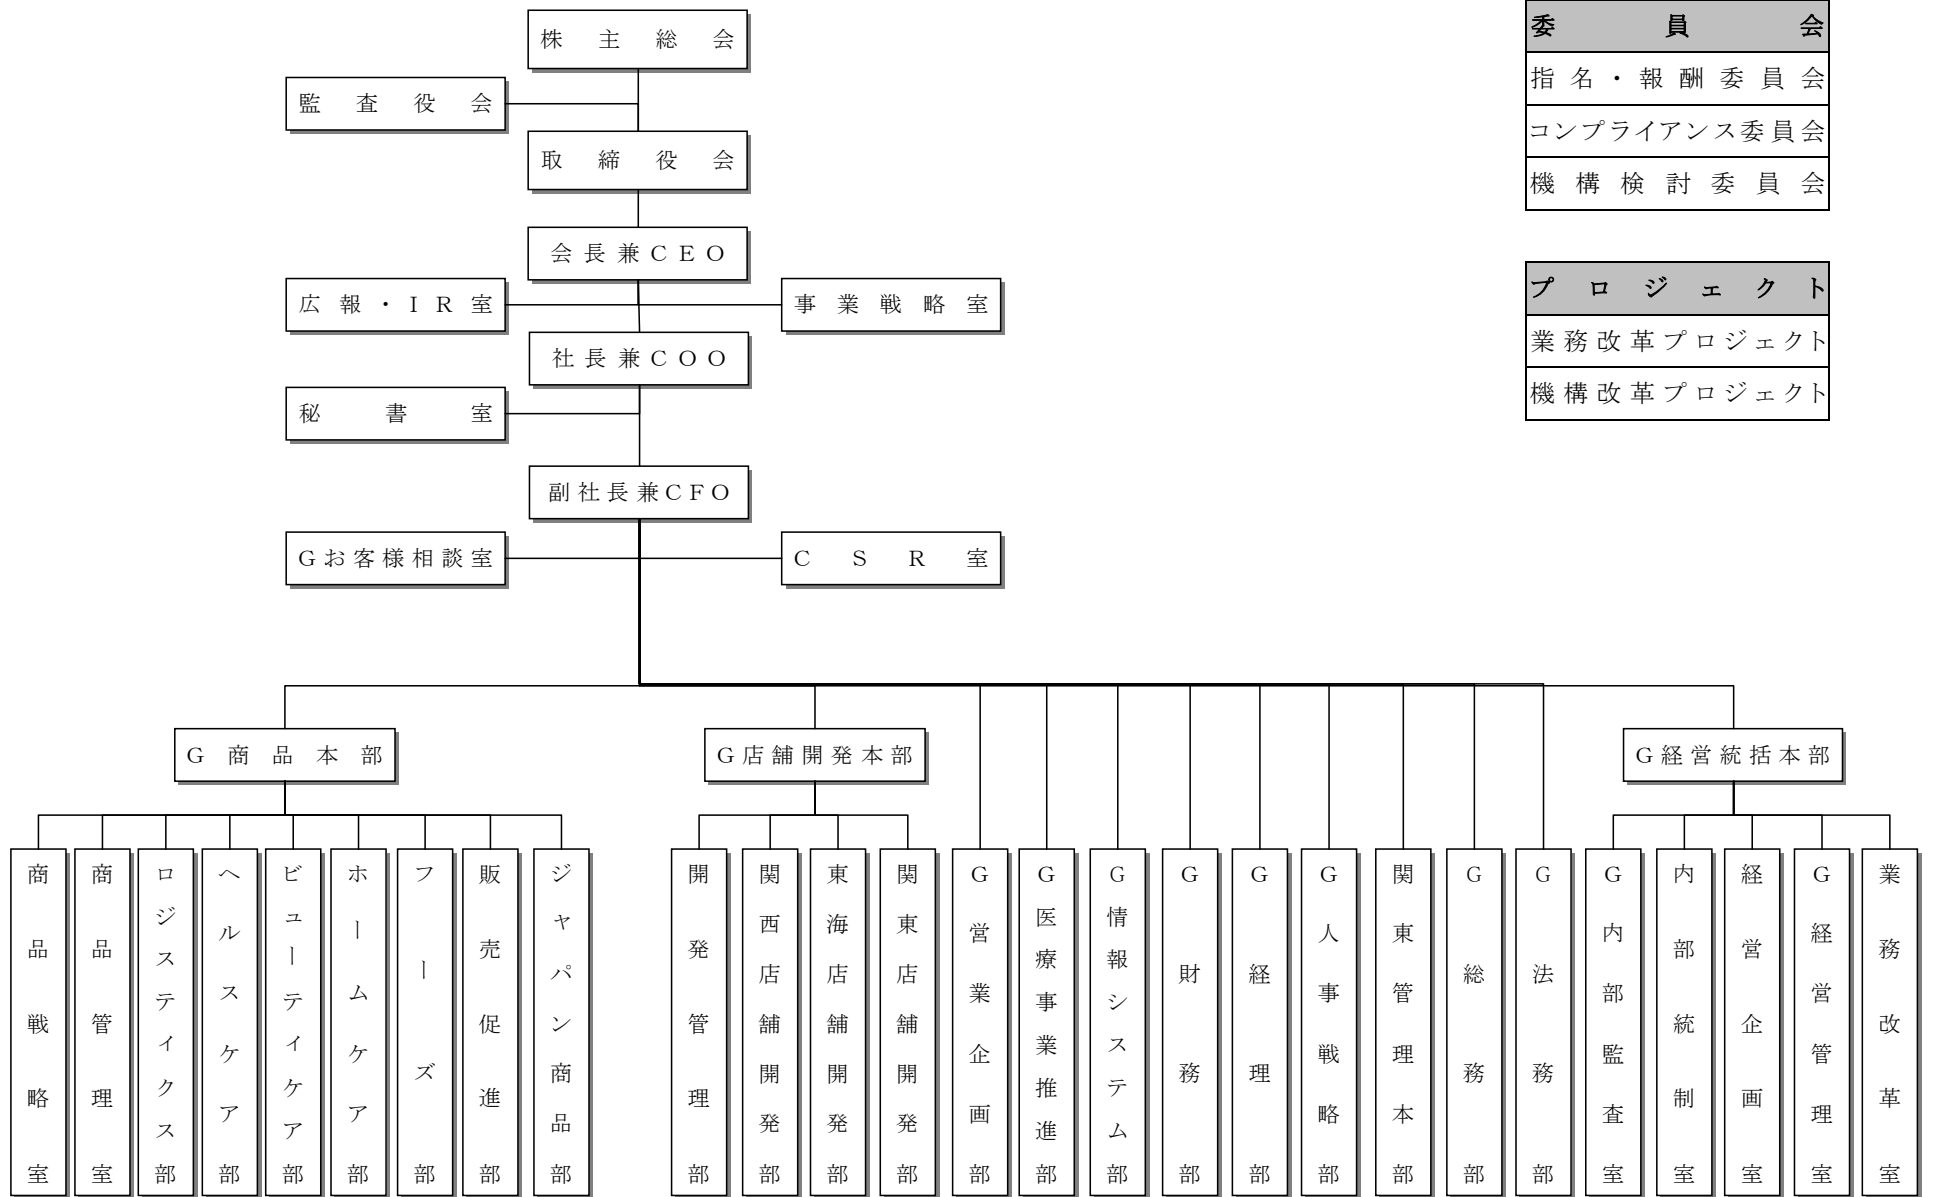 株主総会
監査役会
取締役会
会長兼CEO
広報・IR室
事業戦略室
社長兼COO
秘書室
副社長兼CFO
Gお客様相談室
CSR室
委員会
指名・報酬委員会
コンプライアンス委員会
機構検討委員会
プロジェクト
業務改革プロジェクト
機構改革プロジェクト
G商品本部
G店舗開発本部
G経営統括本部
商品戦略室
商品管理室
ロジスティクス部
ヘルスケア部
ビューティケア部
ホームケア部
フーズ部
販売促進部
ジャパン商品部
開発管理部
関西店舗開発部
東海店舗開発部
関東店舗開発部
G営業企画部
G医療事業推進部
G情報システム部
G財務部
G経理部
G人事戦略部
関東管理本部
G総務部
G法務部
G内部監査室
内部統制室
経営企画室
G経営管理室
業務改革室